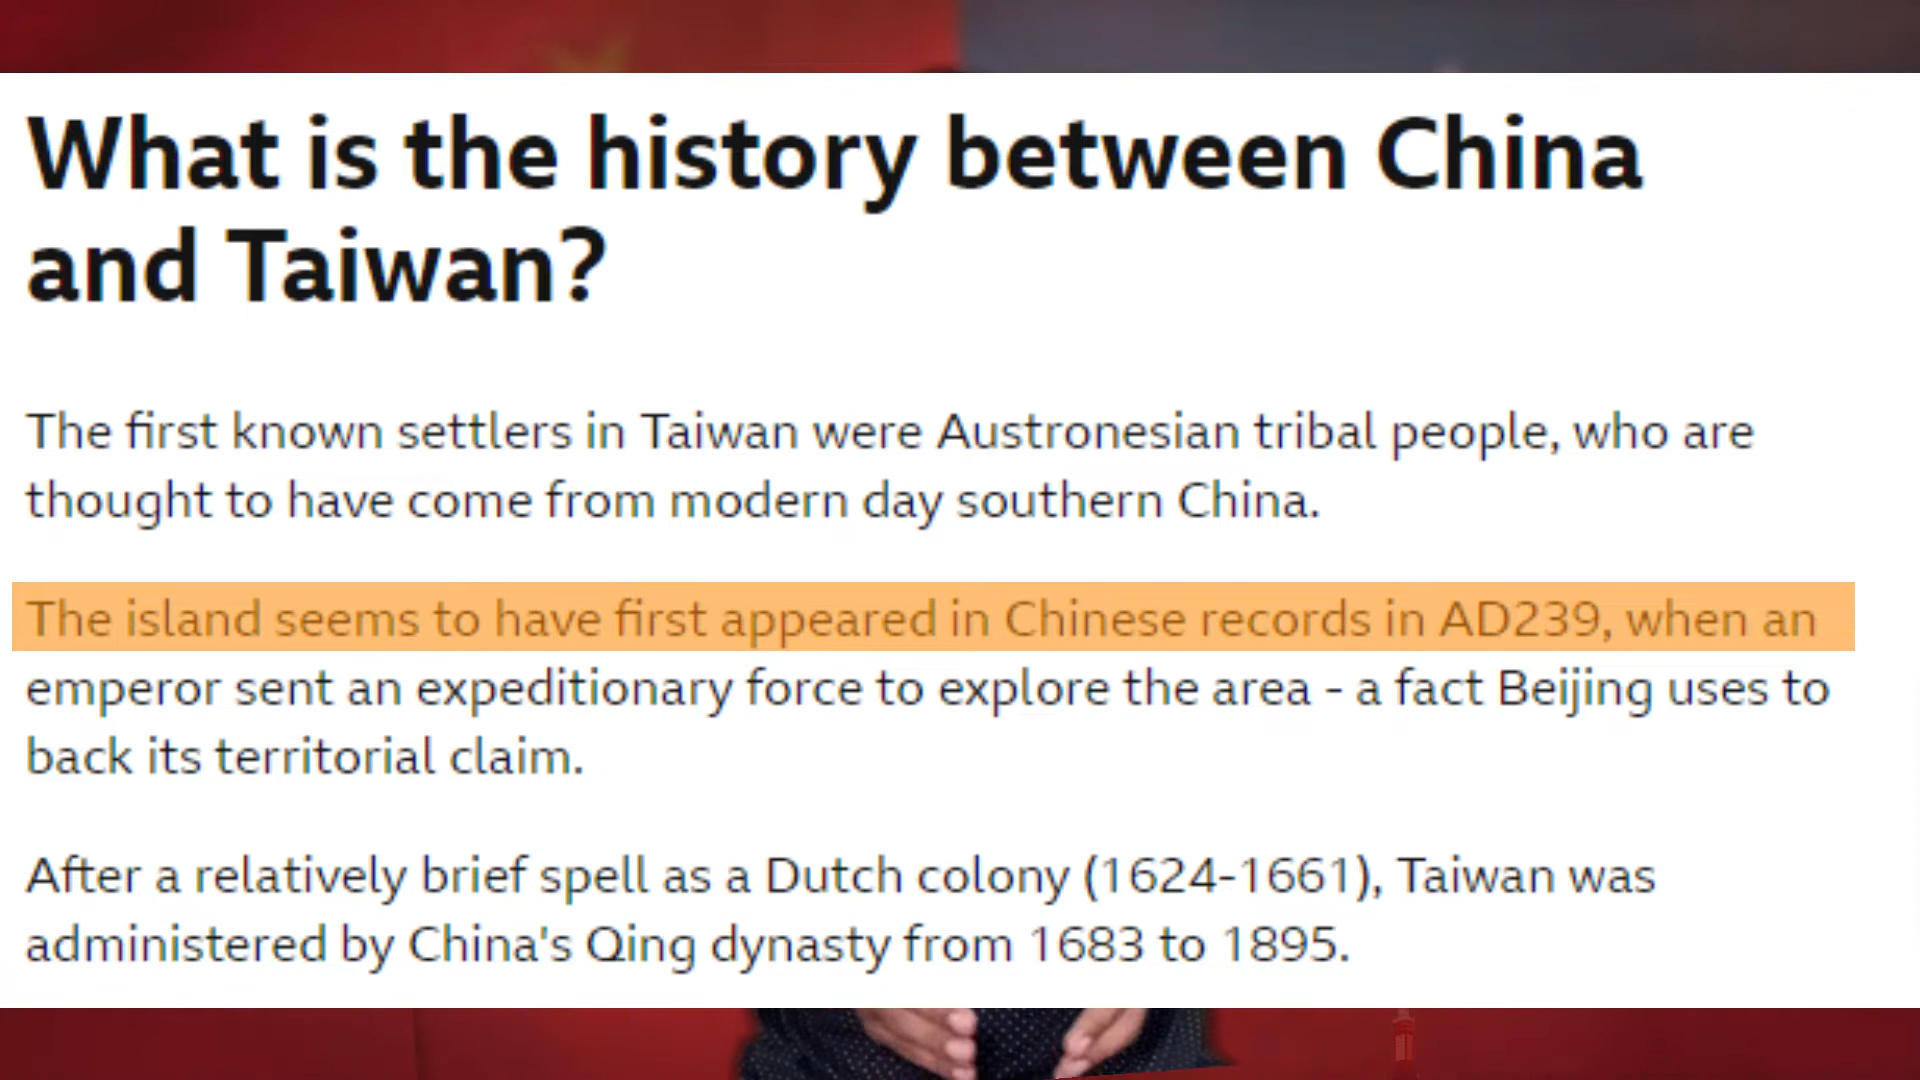 What is the history between China
and Taiwan?
The first known settlers in Taiwan were Austronesian tribal people, who are
thought to have come from modern day southern China.
The island seems to have first appeared in Chinese records in AD239, when an
emperor sent an expeditionary force to explore the area - a fact Beijing uses to
back its territorial claim.
After a relatively brief spell as a Dutch colony (1624-1661), Taiwan was
administered by China's Qing dynasty from 1683 to 1895.